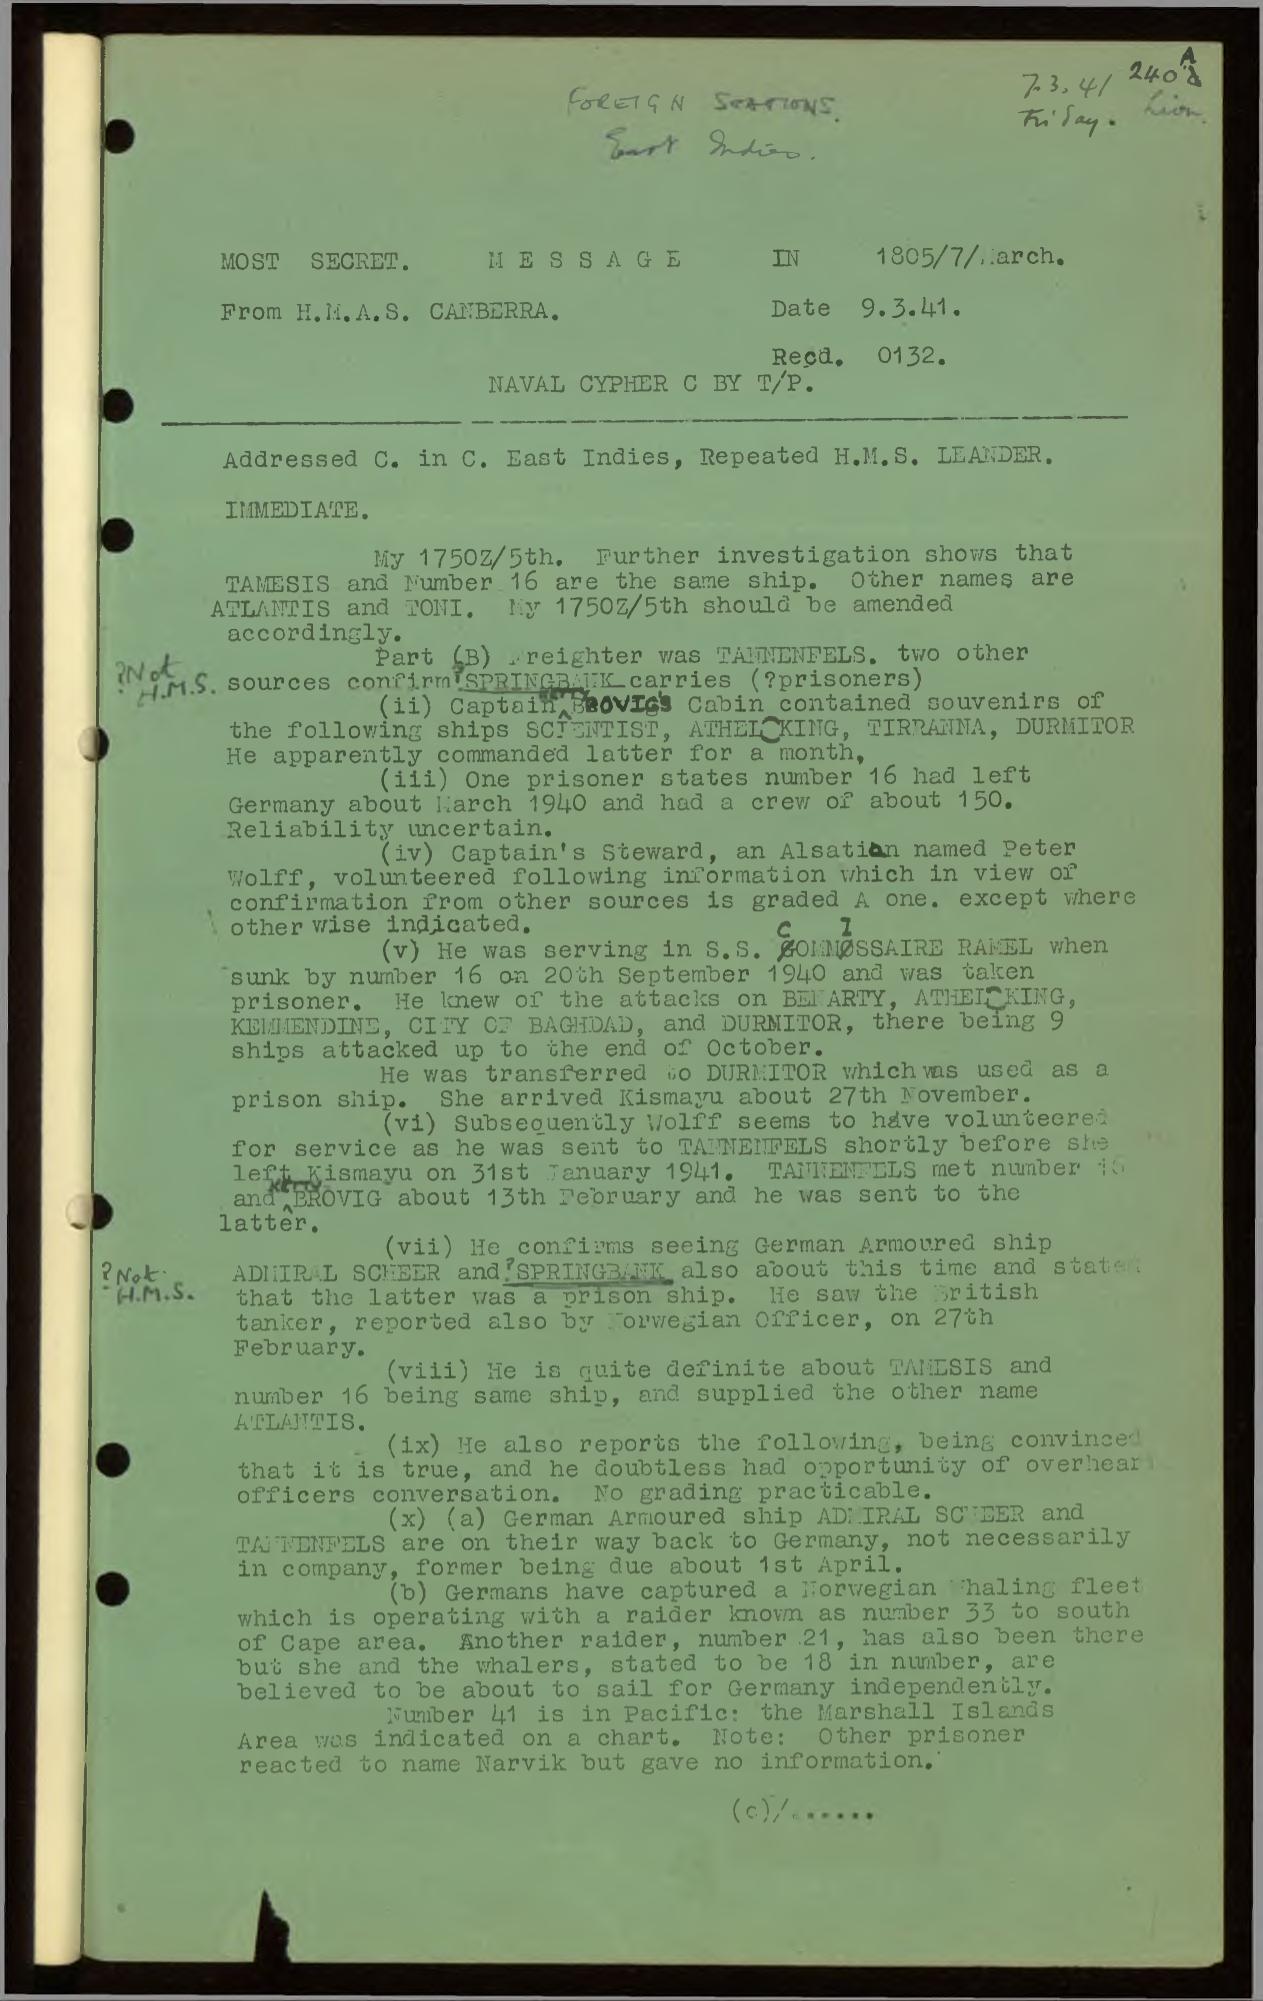 FOREIGN STATIONS.
East Indies.
7.3.41
Friday.
240 A
MOST SECRET. M E S S A G E IN 1805/7/March.
From H.M.A.S. CANBERRA. Date 9.3.41.
Recd. 0132.
NAVAL CYPHER C BY T/P.
Addressed C. in C. East Indies, Repeated H.M.S. LEANDER.
IMMEDIATE.
My 1750Z/5th. Further investigation shows that
TAMESIS and Number 16 are the same ship. Other names are
ATLANTIS and TONI. My 1750Z/5th should be amended
accordingly.
Part (B) Freighter was TANNENFELS. two other
?Not H.M.S. sources confirm ?SPRINGBANK carries (?prisoners)
(ii) Captain KETTY BROVIG's Cabin contained souvenirs of
the following ships SCIENTIST, ATHELKING, TIRRANNA, DURMITOR
He apparently commanded latter for a month,
(iii) One prisoner states number 16 had left
Germany about March 1940 and had a crew of about 150.
Reliability uncertain.
(iv) Captain's Steward, an Alsatian named Peter
Wolff, volunteered following information which in view of
confirmation from other sources is graded A one. except where
other wise indicated.
(v) He was serving in S.S. COMMISSAIRE RAMEL when
sunk by number 16 on 20th September 1940 and was taken
prisoner. He knew of the attacks on BENARTY, ATHELKING,
KEMMENDINE, CITY OF BAGHDAD, and DURMITOR, there being 9
ships attacked up to the end of October.
He was transferred to DURMITOR which was used as a
prison ship. She arrived Kismayu about 27th November.
(vi) Subsequently Wolff seems to have volunteered
for service as he was sent to TANNENFELS shortly before she
left Kismayu on 31st January 1941. TANNENFELS met number 16
and KETTY BROVIG about 13th February and he was sent to the
latter.
(vii) He confirms seeing German Armoured ship
?Not H.M.S. ADMIRAL SCHEER and ?SPRINGBANK also about this time and states
that the latter was a prison ship. He saw the British
tanker, reported also by Norwegian Officer, on 27th
February.
(viii) He is quite definite about TAMESIS and
number 16 being same ship, and supplied the other name
ATLANTIS.
(ix) He also reports the following, being convinced
that it is true, and he doubtless had opportunity of overhear
officers conversation. No grading practicable.
(x) (a) German Armoured ship ADMIRAL SCHEER and
TANNENFELS are on their way back to Germany, not necessarily
in company, former being due about 1st April.
(b) Germans have captured a Norwegian Whaling fleet
which is operating with a raider known as number 33 to south
of Cape area. Another raider, number 21, has also been there
but she and the whalers, stated to be 18 in number, are
believed to be about to sail for Germany independently.
Number 41 is in Pacific: the Marshall Islands
Area was indicated on a chart. Note: Other prisoner
reacted to name Narvik but gave no information.
(c)/......